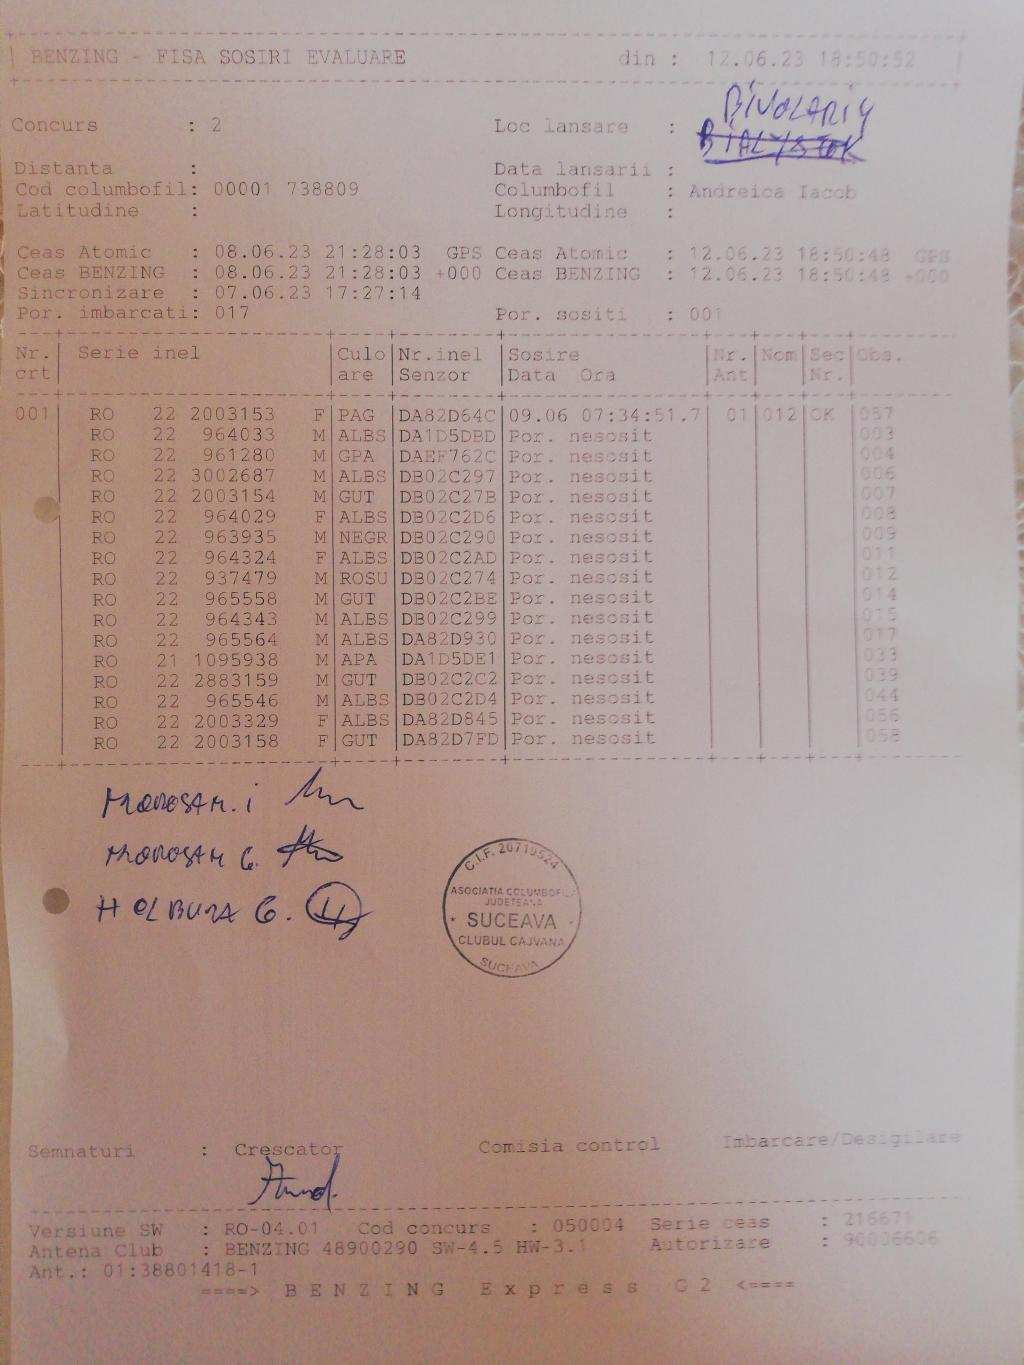 BENZING - FISA SOSIRI EVALUARE din : 12.06.23 18:50:52
BIVOLARIY
Concurs : 2 Loc lansare : BIALYSTOK
Distanta : Data lansarii :
Cod columbofil: 00001 738809 Columbofil : Andreica Iacob
Latitudine : Longitudine :
Ceas Atomic : 08.06.23 21:28:03 GPS Ceas Atomic : 12.06.23 18:50:48 GPS
Ceas BENZING : 08.06.23 21:28:03 +000 Ceas BENZING : 12.06.23 18:50:48 +000
Sincronizare : 07.06.23 17:27:14
Por. imbarcati: 017 Por. sositi : 001
Nr. Serie inel Culo Nr.inel Sosire Nr. Nom Sec Obs.
crt are Senzor Data Ora Ant Nr.
001 RO 22 2003153 F PAG DA82D64C 09.06 07:34:51.7 01 012 OK 057
RO 22 964033 M ALBS DA1D5DBD Por. nesosit 003
RO 22 961280 M GPA DAEF762C Por. nesosit 004
RO 22 3002687 M ALBS DB02C297 Por. nesosit 006
RO 22 2003154 M GUT DB02C27B Por. nesosit 007
RO 22 964029 F ALBS DB02C2D6 Por. nesosit 008
RO 22 963935 M NEGR DB02C290 Por. nesosit 009
RO 22 964324 F ALBS DB02C2AD Por. nesosit 011
RO 22 937479 M ROSU DB02C274 Por. nesosit 012
RO 22 965558 M GUT DB02C2BE Por. nesosit 014
RO 22 964343 M ALBS DB02C299 Por. nesosit 015
RO 22 965564 M ALBS DA82D930 Por. nesosit 017
RO 21 1095938 M APA DA1D5DE1 Por. nesosit 033
RO 22 2883159 M GUT DB02C2C2 Por. nesosit 039
RO 22 965546 M ALBS DB02C2D4 Por. nesosit 044
RO 22 2003329 F ALBS DA82D845 Por. nesosit 056
RO 22 2003158 F GUT DA82D7FD Por. nesosit 058
C.I.F. 20719524
ASOCIATIA COLUMBOFILA
JUDETEANA
SUCEAVA
CLUBUL CAJVANA
SUCEAVA
HOLBURA G.
Semnaturi : Crescator Comisia control Imbarcare/Desigilare
Versiune SW : RO-04.01 Cod concurs : 050004 Serie ceas : 216671
Antena Club : BENZING 48900290 SW-4.5 HW-3.1 Autorizare : 90006606
Ant.: 01:38801418-1
====> BENZING Express G2 <====